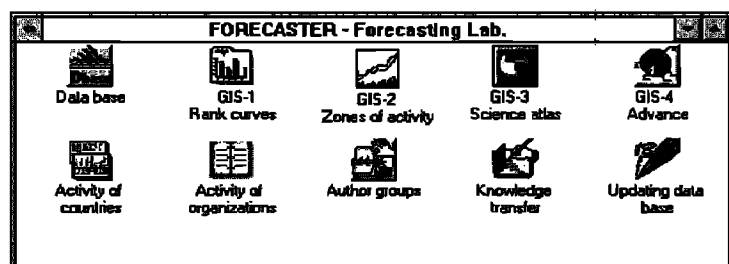 FORECASTER - Forecasting Lab.
Data base
GIS-1
Rank curves
GIS-2
Zones of activity
GIS-3
Science atlas
GIS-4
Advance
Activity of
countries
Activity of
organizations
Author groups
Knowledge
transfer
Updating data
base